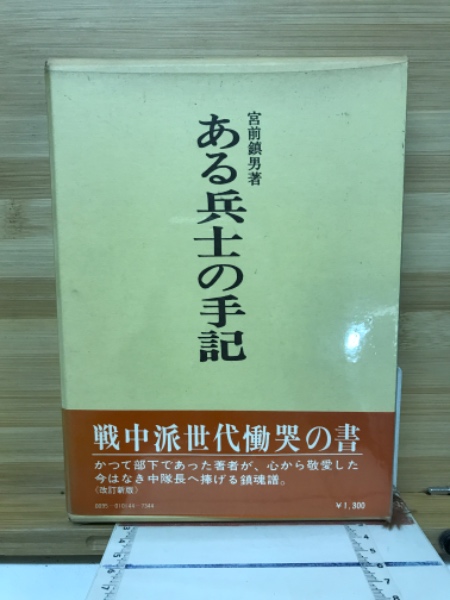 宮前鎮男著
ある兵士の手記
戦中派世代慟哭の書
かつて部下であった著者が、心から敬愛した
今はなき中隊長へ捧げる鎮魂譜。
〈改訂新版〉
¥1,300